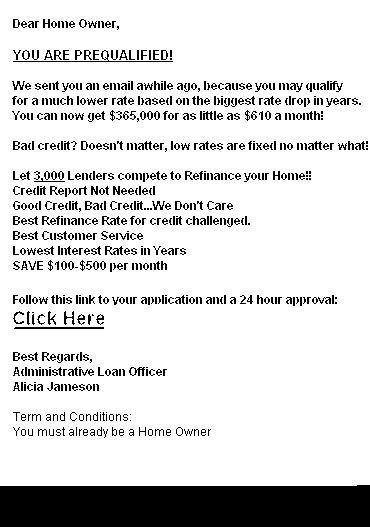 Dear Home Owner,
YOU ARE PREQUALIFIED!
We sent you an email awhile ago, because you may qualify
for a much lower rate based on the biggest rate drop in years.
You can now get $365,000 for as little as $610 a month!
Bad credit? Doesn't matter, low rates are fixed no matter what!
Let 3,000 Lenders compete to Refinance your Home!!
Credit Report Not Needed
Good Credit, Bad Credit...We Don't Care
Best Refinance Rate for credit challenged.
Best Customer Service
Lowest Interest Rates in Years
SAVE $100-$500 per month
Follow this link to your application and a 24 hour approval:
Click Here
Best Regards,
Administrative Loan Officer
Alicia Jameson
Term and Conditions:
You must already be a Home Owner